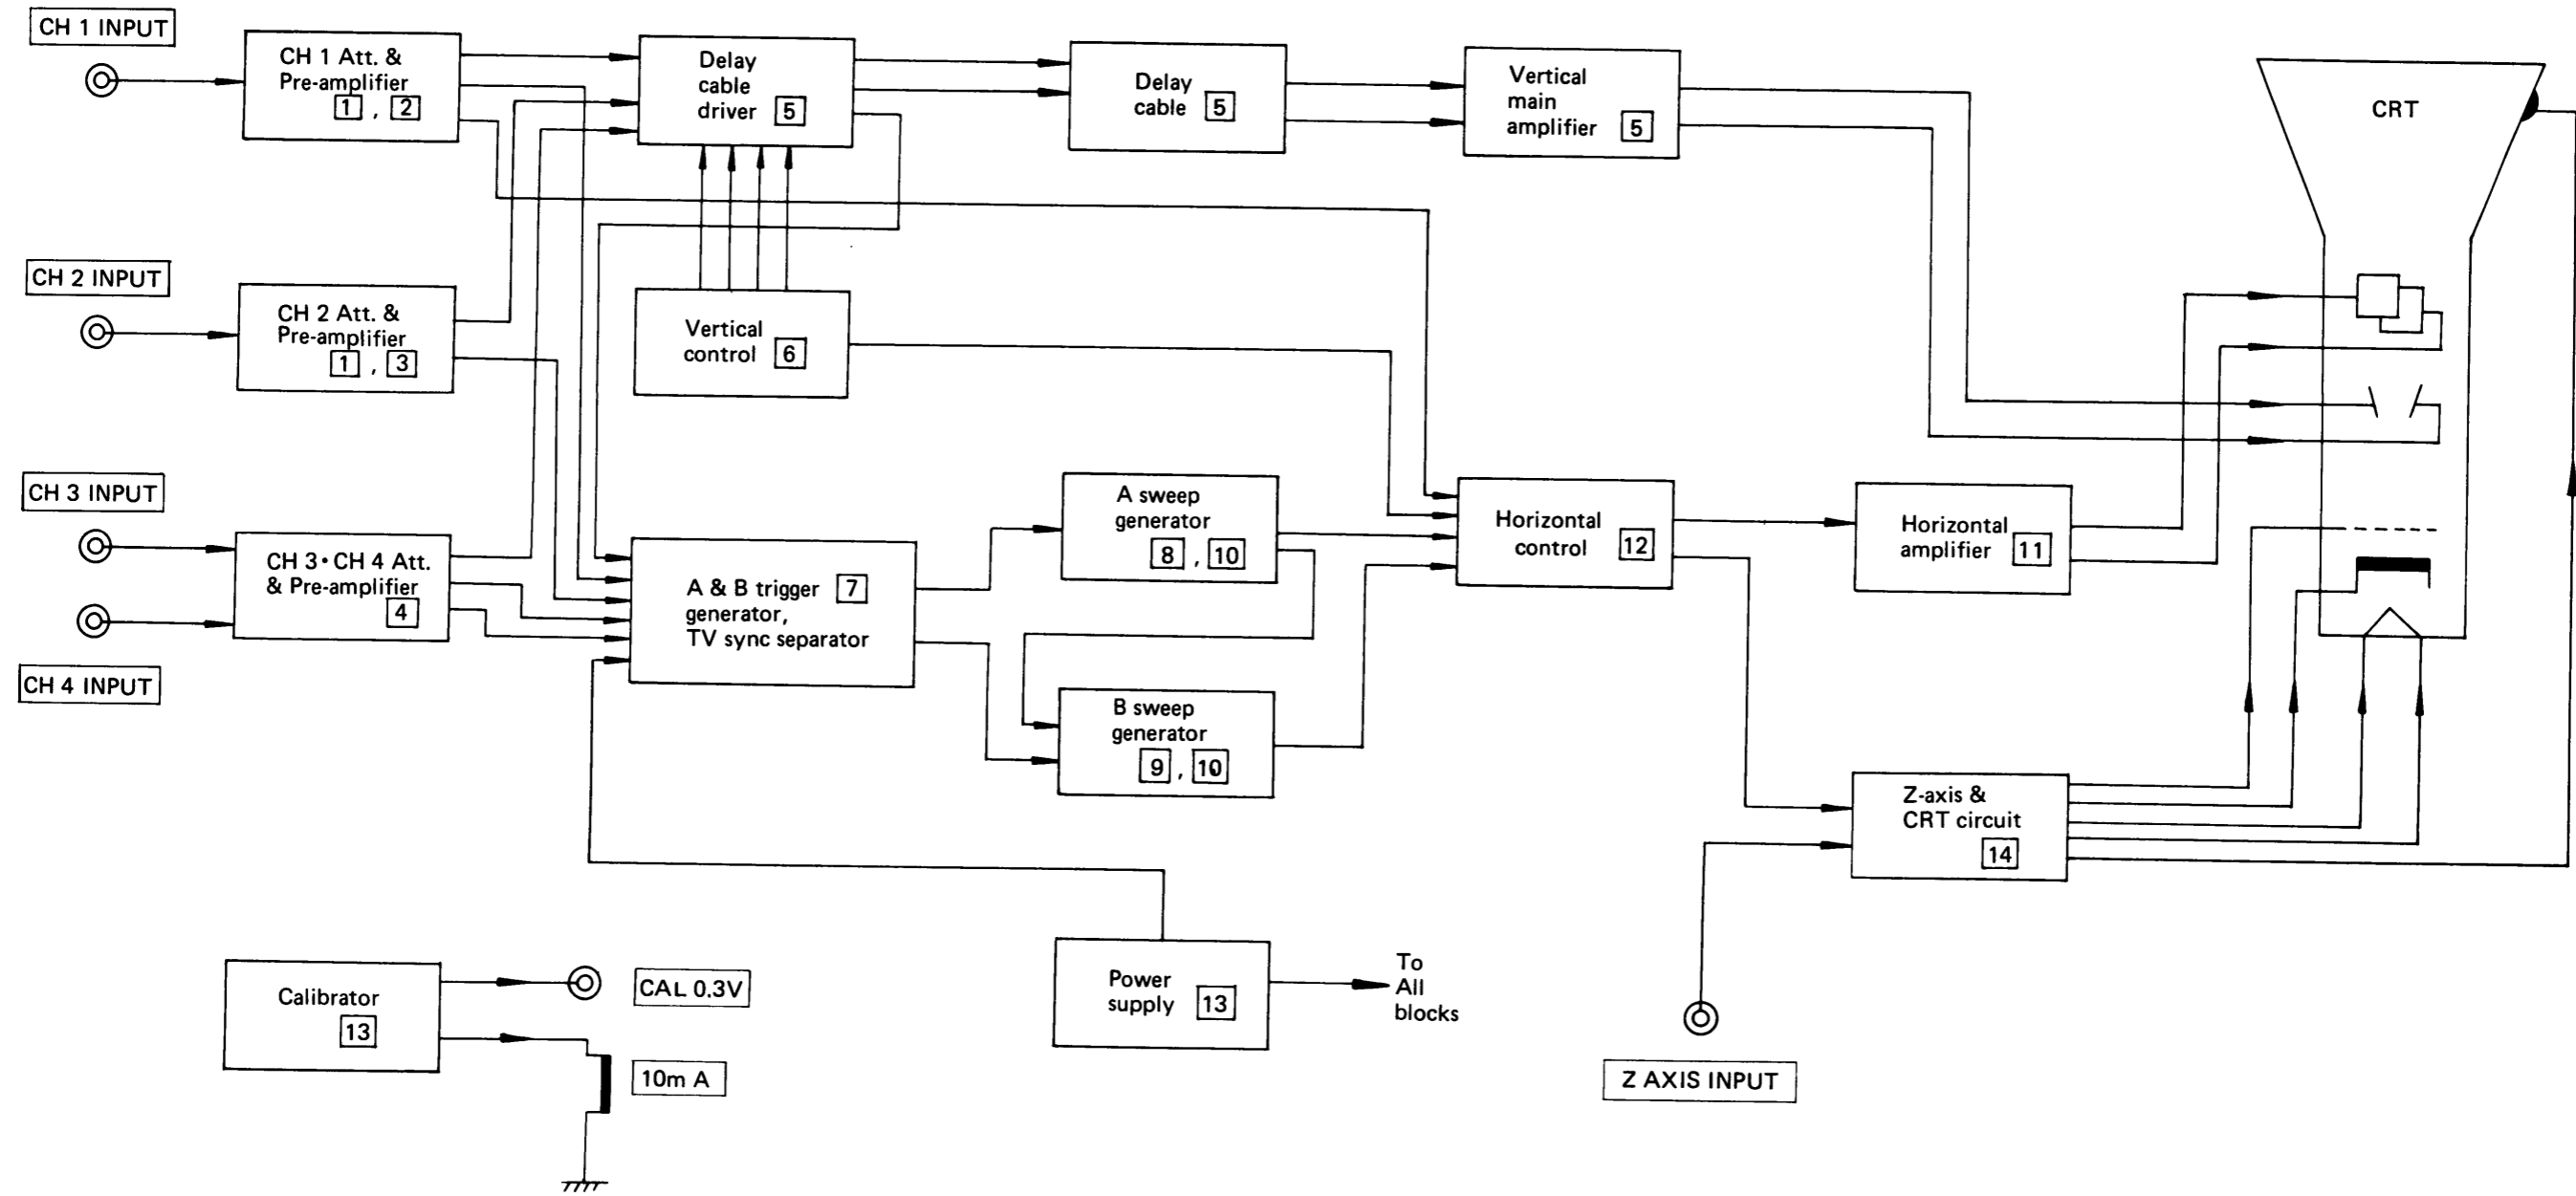 CH 1 INPUT
CH 1 Att. &
Pre-amplifier
1 , 2
Delay
cable
driver 5
Delay
cable 5
Vertical
main
amplifier 5
CRT
CH 2 INPUT
CH 2 Att. &
Pre-amplifier
1 , 3
Vertical
control 6
CH 3 INPUT
CH 3 • CH 4 Att.
& Pre-amplifier
4
CH 4 INPUT
A & B trigger 7
generator,
TV sync separator
A sweep
generator
8 , 10
B sweep
generator
9 , 10
Horizontal
control 12
Horizontal
amplifier 11
Z-axis &
CRT circuit
14
Calibrator
13
CAL 0.3V
10m A
Power
supply 13
To
All
blocks
Z AXIS INPUT